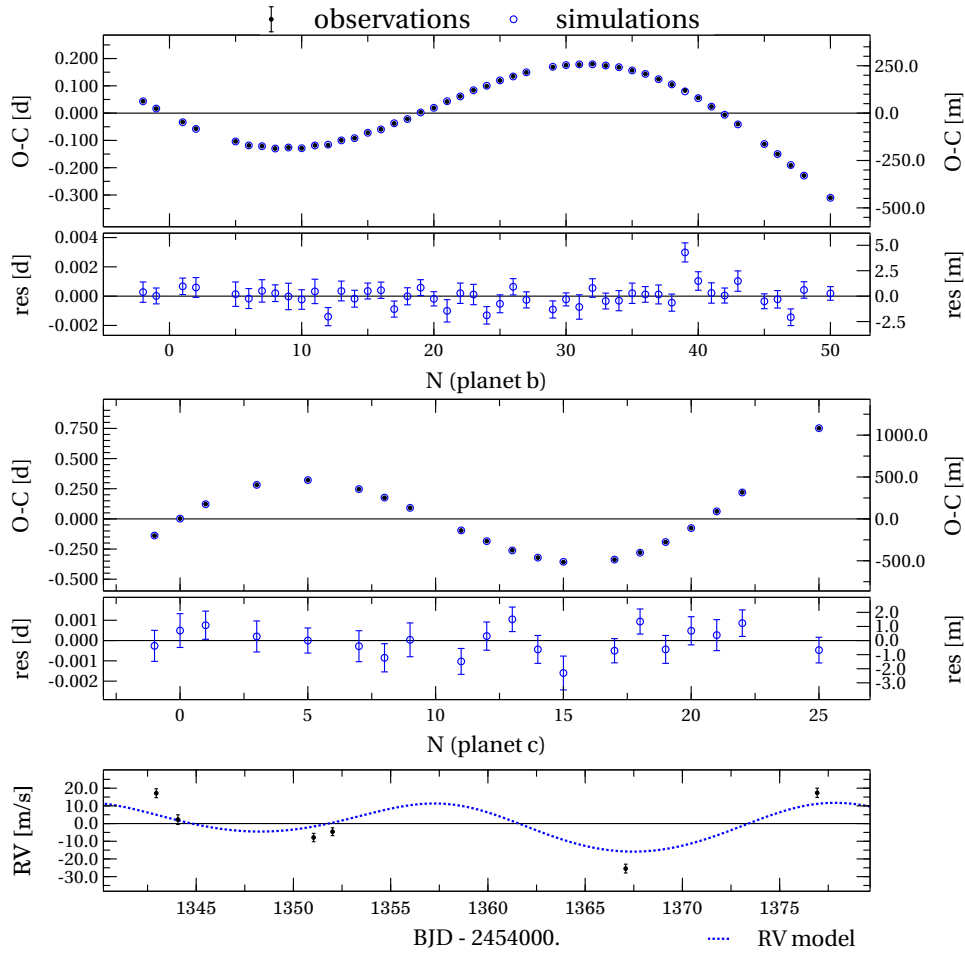 observations simulations
O-C [d]
0.200
0.100
0.000
-0.100
-0.200
-0.300
O-C [m]
250.0
0.0
-250.0
-500.0
res [d]
0.004
0.002
0.000
-0.002
res [m]
5.0
2.5
0.0
-2.5
0 10 20 30 40 50
N (planet b)
O-C [d]
0.750
0.500
0.250
0.000
-0.250
-0.500
O-C [m]
1000.0
500.0
0.0
-500.0
res [d]
0.001
0.000
-0.001
-0.002
res [m]
2.0
1.0
0.0
-1.0
-2.0
-3.0
0 5 10 15 20 25
N (planet c)
RV [m/s]
20.0
10.0
0.0
-10.0
-20.0
-30.0
1345 1350 1355 1360 1365 1370 1375
BJD - 2454000.
RV model